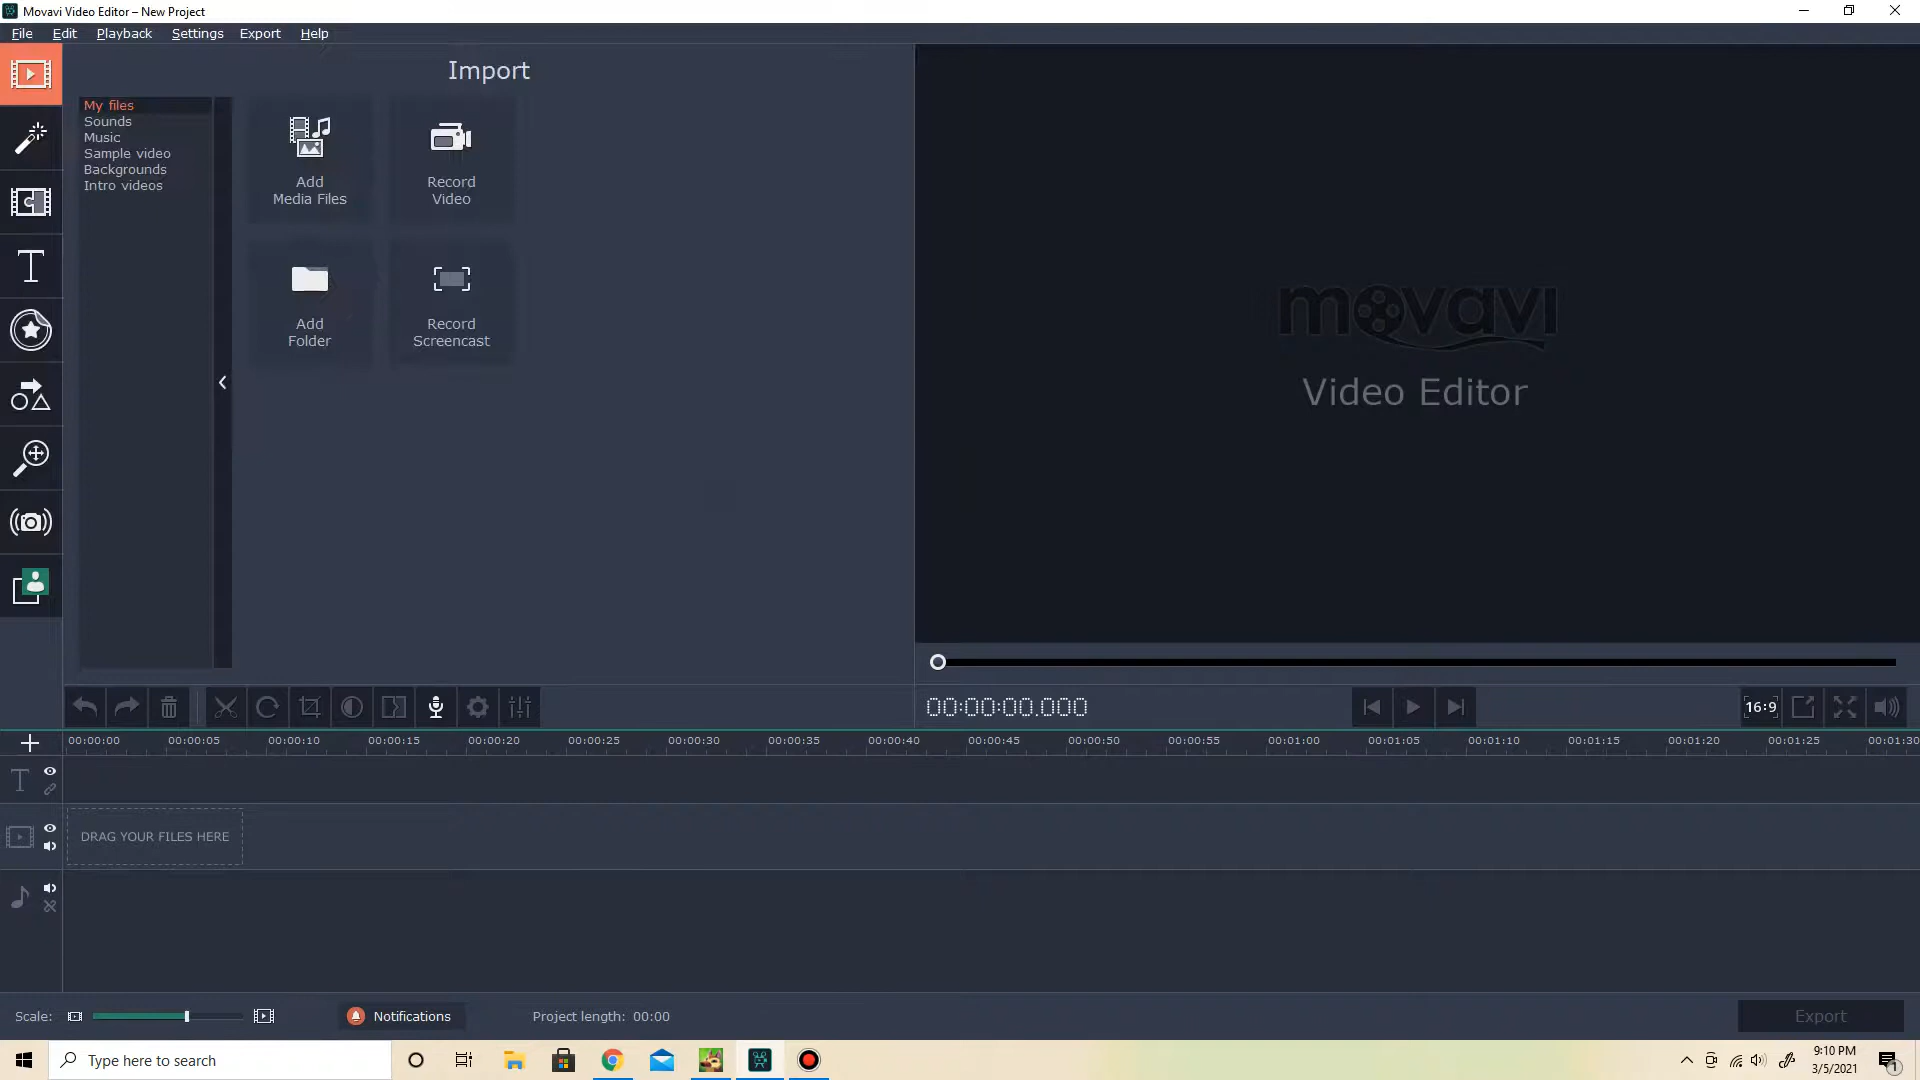 Movavi Video Editor – New Project
File Edit Playback Settings Export Help
Import
My files
Sounds
Music
Sample video
Backgrounds
Intro videos
Add
Media Files
Record
Video
Add
Folder
Record
Screencast
movavi
Video Editor
00:00:00.000
16:9
00:00:00 00:00:05 00:00:10 00:00:15 00:00:20 00:00:25 00:00:30 00:00:35 00:00:40 00:00:45 00:00:50 00:00:55 00:01:00 00:01:05 00:01:10 00:01:15 00:01:20 00:01:25 00:01:30
DRAG YOUR FILES HERE
Scale:
Notifications
Project length: 00:00
Export
Type here to search
9:10 PM
3/5/2021
1